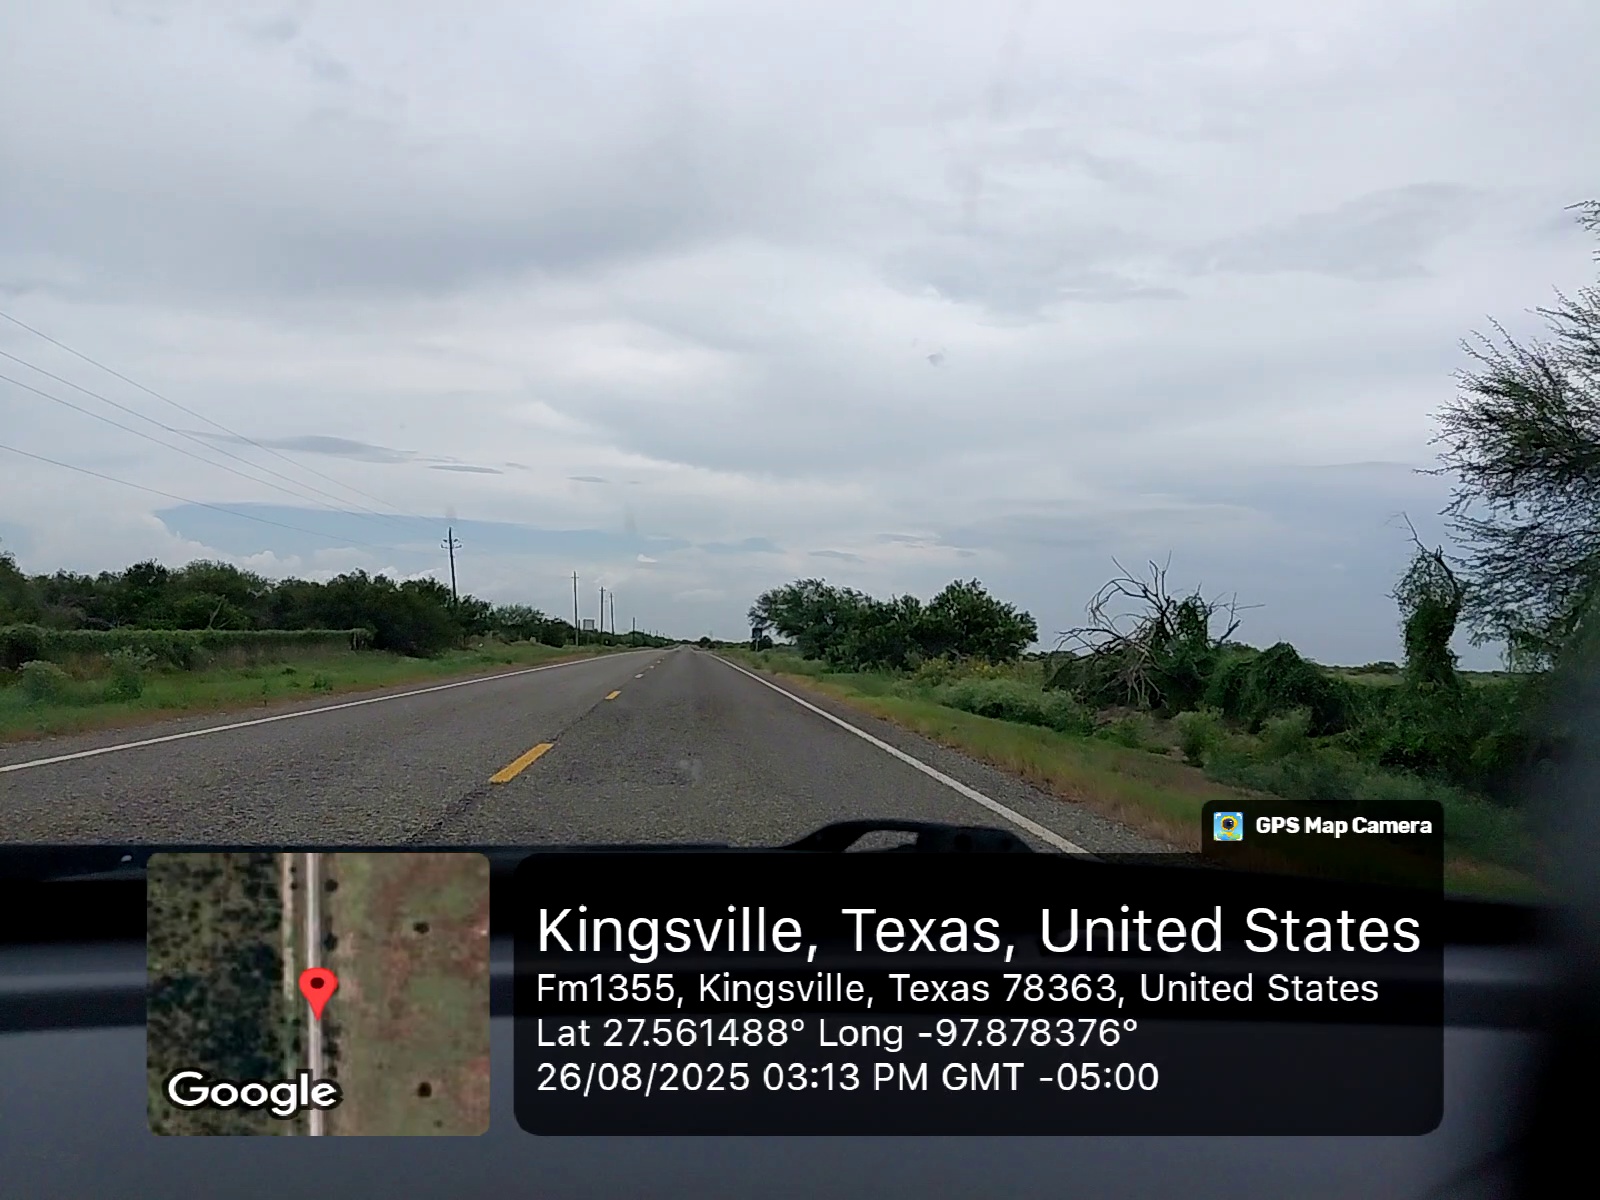 GPS Map Camera
Kingsville, Texas, United States
Fm1355, Kingsville, Texas 78363, United States
Lat 27.561488° Long -97.878376°
26/08/2025 03:13 PM GMT -05:00
Google